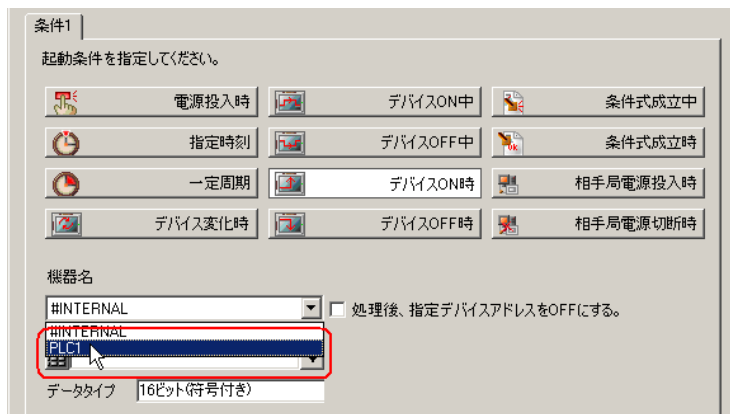 条件1
起動条件を指定してください。
電源投入時 デバイスON中 条件式成立中
指定時刻 デバイスOFF中 条件式成立時
一定周期 デバイスON時 相手局電源投入時
デバイス変化時 デバイスOFF時 相手局電源切断時
機器名
#INTERNAL 処理後、指定デバイスアドレスをOFFにする。
#INTERNAL
PLC1
データタイプ 16ビット(符号付き)